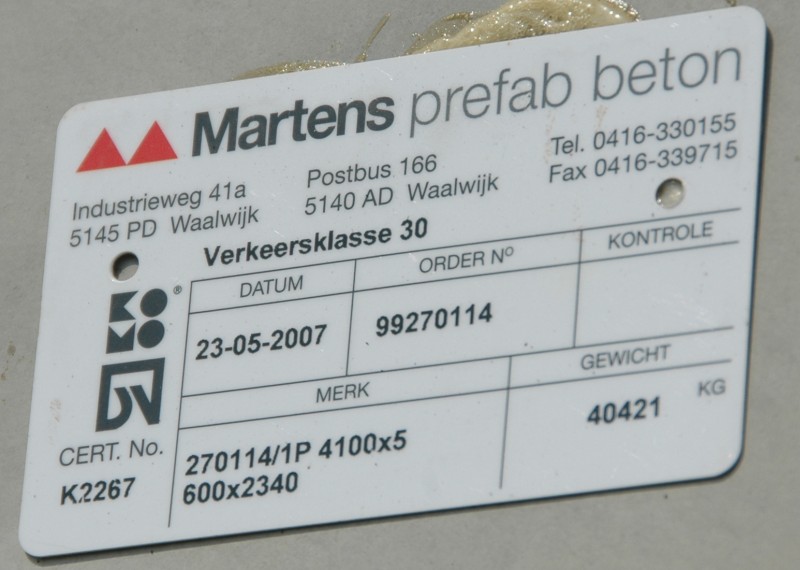 Martens prefab beton
Industrieweg 41a
5145 PD Waalwijk
Postbus 166
5140 AD Waalwijk
Tel. 0416-330155
Fax 0416-339715
Verkeersklasse 30
KOMO®
DATUM
ORDER Nº
KONTROLE
23-05-2007
99270114
MERK
GEWICHT
270114/1P 4100x5
600x2340
40421 KG
CERT. No.
K2267